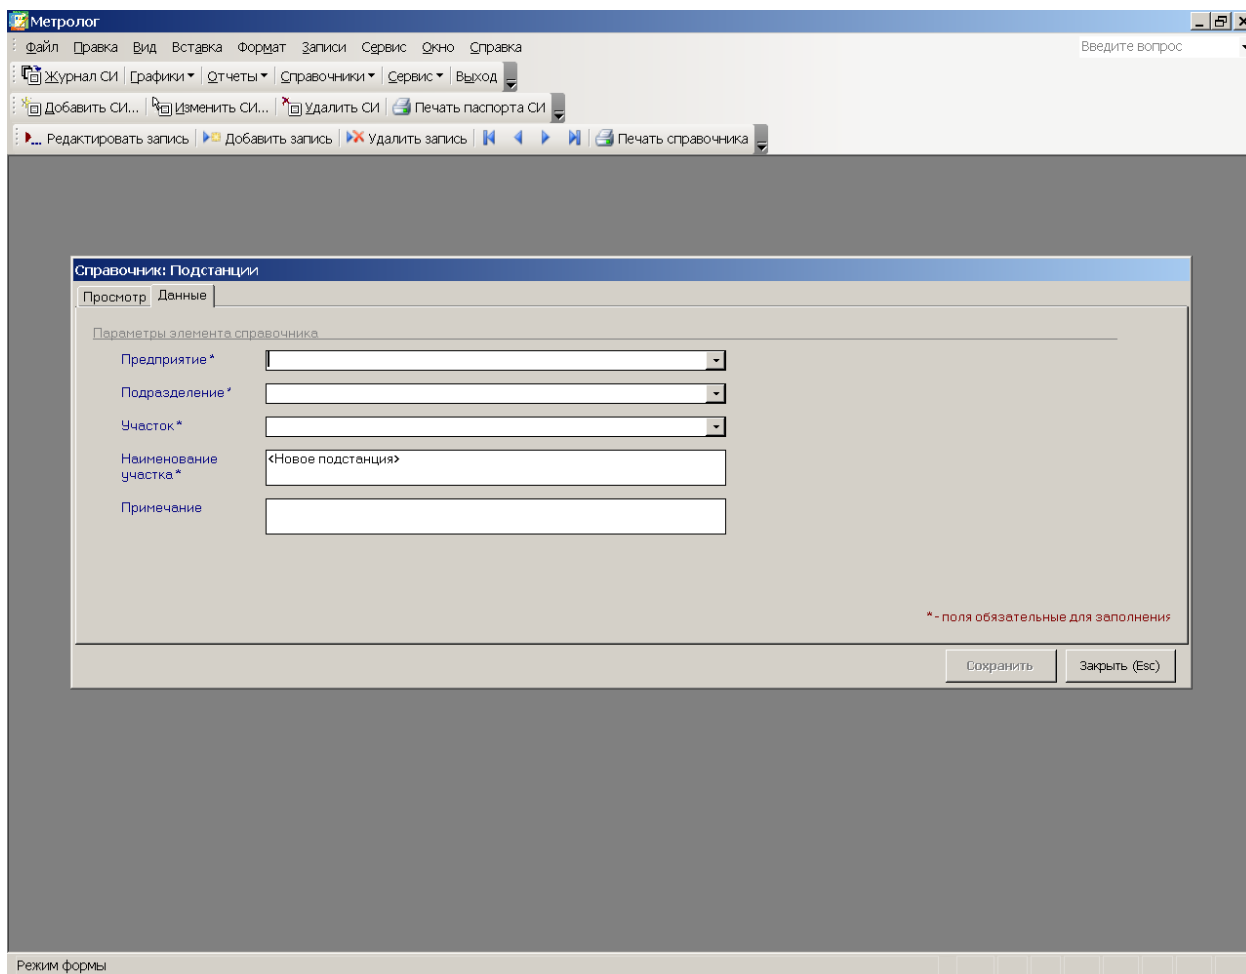 Метролог
Файл Правка Вид Вставка Формат Записи Сервис Окно Справка Введите вопрос
Журнал СИ Графики Отчеты Справочники Сервис Выход
Добавить СИ... Изменить СИ... Удалить СИ Печать паспорта СИ
Редактировать запись Добавить запись Удалить запись Печать справочника
Справочник: Подстанции
Просмотр Данные
Параметры элемента справочника
Предприятие*
Подразделение*
Участок*
Наименование <Новое подстанция>
участка*
Примечание
*- поля обязательные для заполнения
Сохранить Закрыть (Esc)
Режим формы